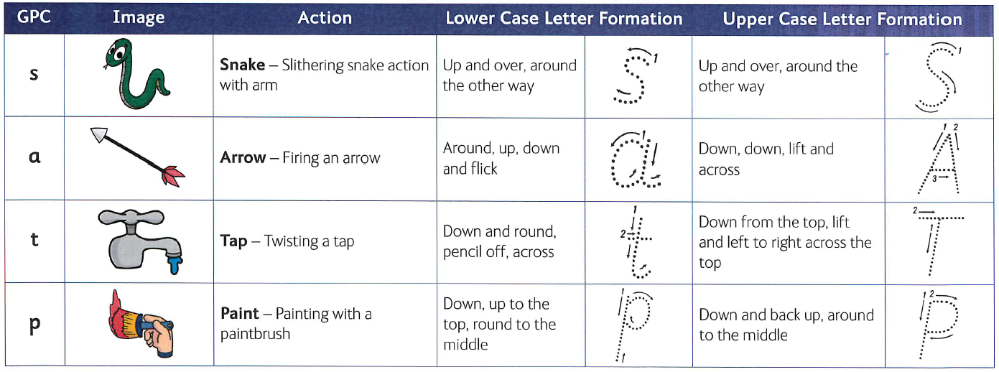 GPC Image Action Lower Case Letter Formation Upper Case Letter Formation
s
Snake – Slithering snake action
with arm
Up and over, around
the other way
1
Up and over, around the
other way
1
a
Arrow – Firing an arrow
Around, up, down
and flick
1
Down, down, lift and
across
1 2
3
t
Tap – Twisting a tap
Down and round,
pencil off, across
1
2
Down from the top, lift
and left to right across the
top
2
1
p
Paint – Painting with a
paintbrush
Down, up to the
top, round to the
middle
1
Down and back up, around
to the middle
1 2